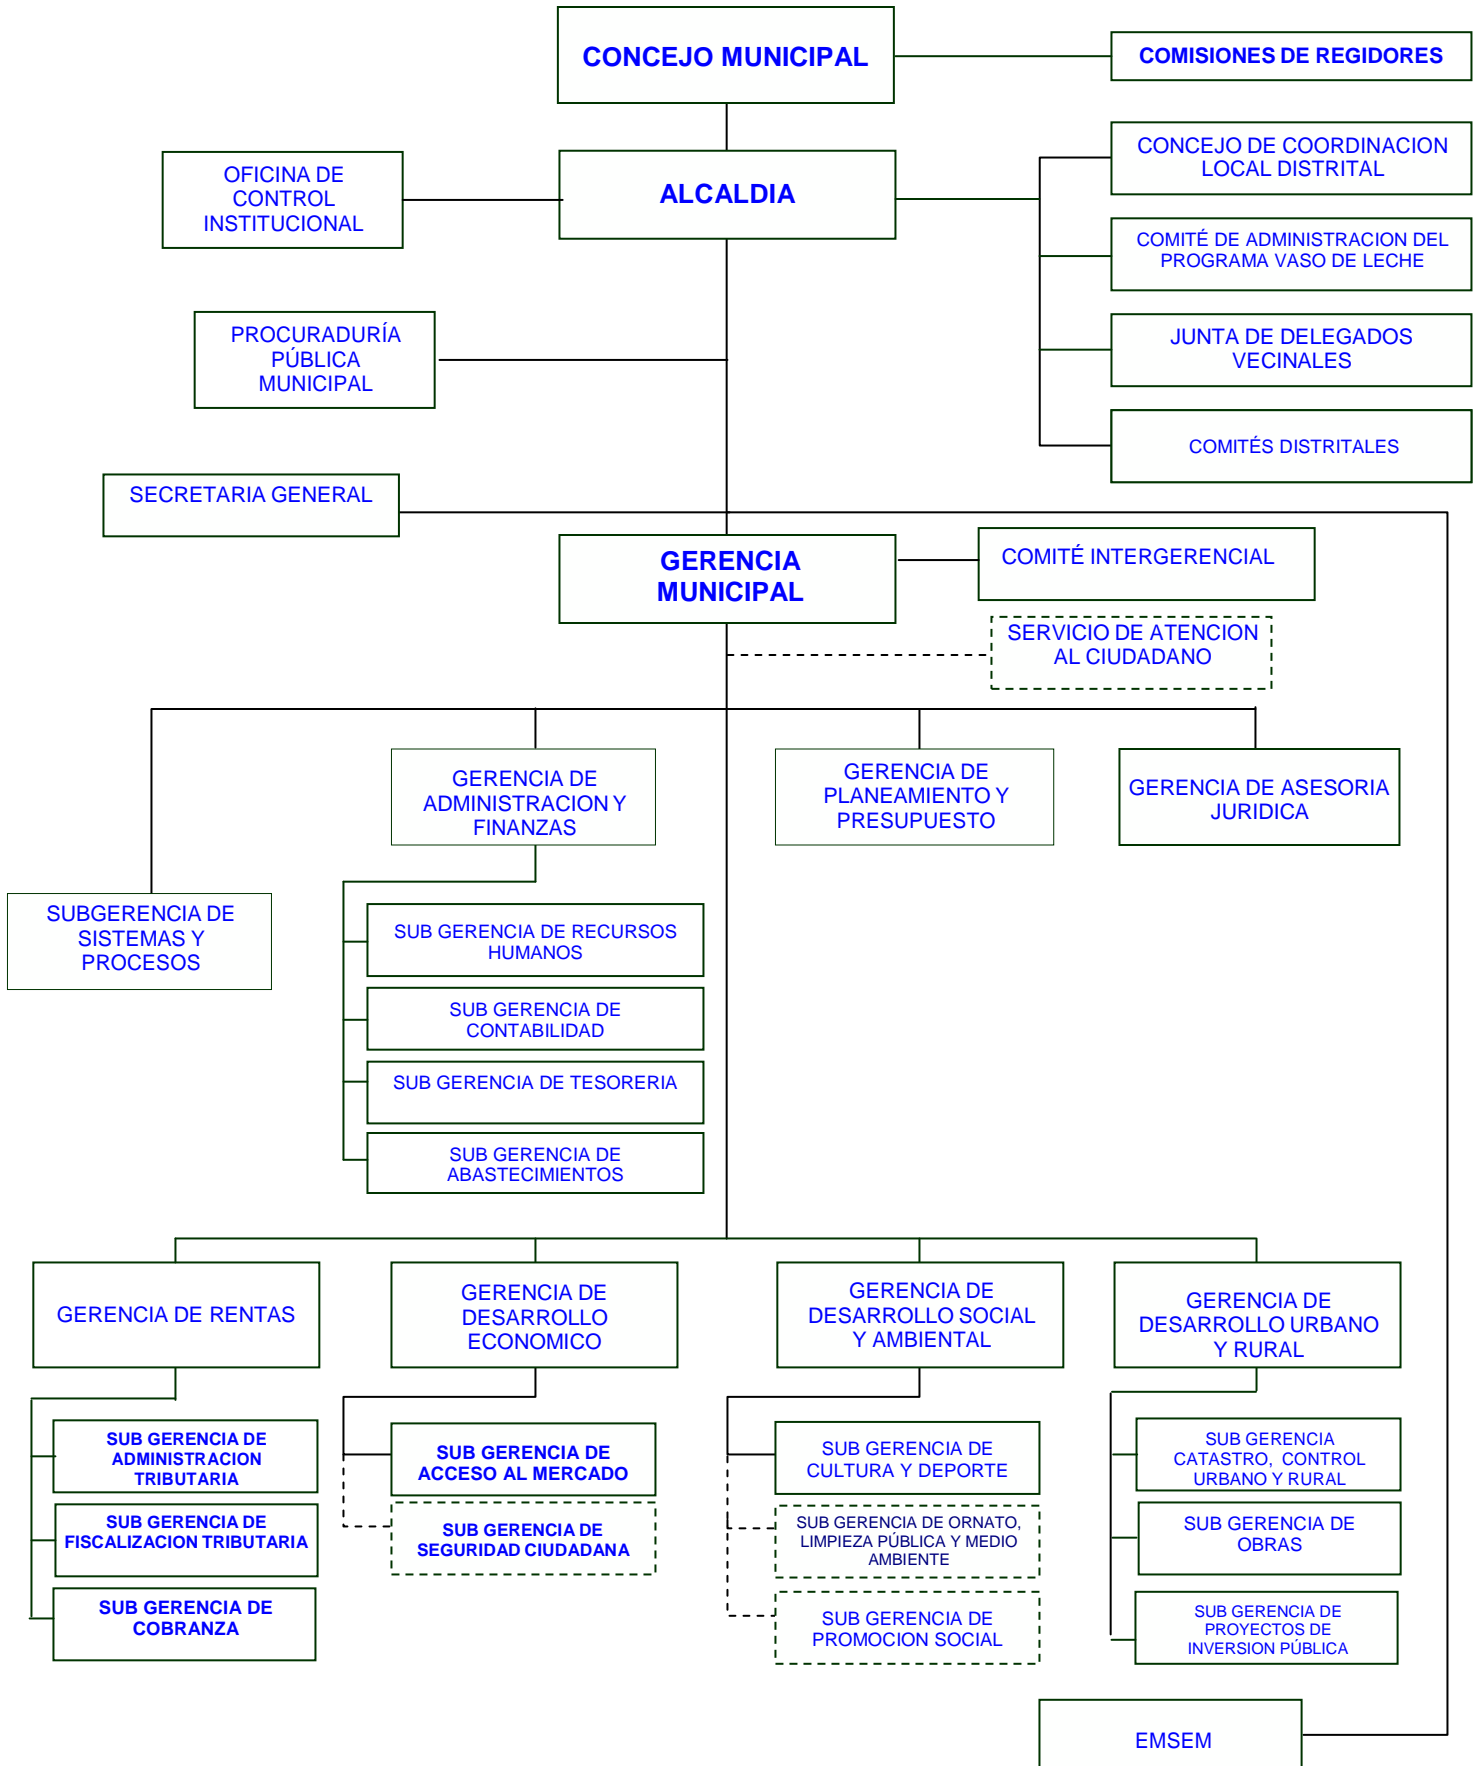 CONCEJO MUNICIPAL
COMISIONES DE REGIDORES
OFICINA DE
CONTROL
INSTITUCIONAL
ALCALDIA
CONCEJO DE COORDINACION
LOCAL DISTRITAL
COMITÉ DE ADMINISTRACION DEL
PROGRAMA VASO DE LECHE
PROCURADURÍA
PÚBLICA
MUNICIPAL
JUNTA DE DELEGADOS
VECINALES
COMITÉS DISTRITALES
SECRETARIA GENERAL
GERENCIA
MUNICIPAL
COMITÉ INTERGERENCIAL
SERVICIO DE ATENCION
AL CIUDADANO
GERENCIA DE
ADMINISTRACION Y
FINANZAS
GERENCIA DE
PLANEAMIENTO Y
PRESUPUESTO
GERENCIA DE ASESORIA
JURIDICA
SUBGERENCIA DE
SISTEMAS Y
PROCESOS
SUB GERENCIA DE RECURSOS
HUMANOS
SUB GERENCIA DE
CONTABILIDAD
SUB GERENCIA DE TESORERIA
SUB GERENCIA DE
ABASTECIMIENTOS
GERENCIA DE RENTAS
GERENCIA DE
DESARROLLO
ECONOMICO
GERENCIA DE
DESARROLLO SOCIAL
Y AMBIENTAL
GERENCIA DE
DESARROLLO URBANO
Y RURAL
SUB GERENCIA DE
ADMINISTRACION
TRIBUTARIA
SUB GERENCIA DE
FISCALIZACION TRIBUTARIA
SUB GERENCIA DE
COBRANZA
SUB GERENCIA DE
ACCESO AL MERCADO
SUB GERENCIA DE
SEGURIDAD CIUDADANA
SUB GERENCIA DE
CULTURA Y DEPORTE
SUB GERENCIA DE ORNATO,
LIMPIEZA PÚBLICA Y MEDIO
AMBIENTE
SUB GERENCIA DE
PROMOCION SOCIAL
SUB GERENCIA
CATASTRO, CONTROL
URBANO Y RURAL
SUB GERENCIA DE
OBRAS
SUB GERENCIA DE
PROYECTOS DE
INVERSION PÚBLICA
EMSEM